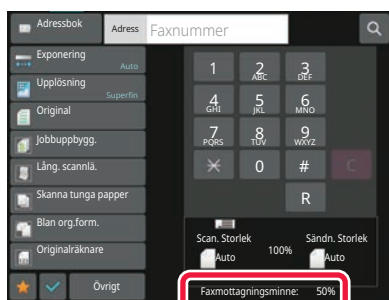 Adressbok
Adress
Faxnummer
Exponering
Auto
Upplösning
Superfin
Original
Jobbuppbygg.
Lång. scannlä.
Skanna tunga papper
Blan org.form.
Originalräknare
Övrigt
1
2 ABC
3 DEF
4 GHI
5 JKL
6 MNO
7 PQRS
8 TUV
9 WXYZ
0
#
C
R
Scan. Storlek
Sändn. Storlek
Auto
100%
Auto
Faxmottagningsminne: 50%